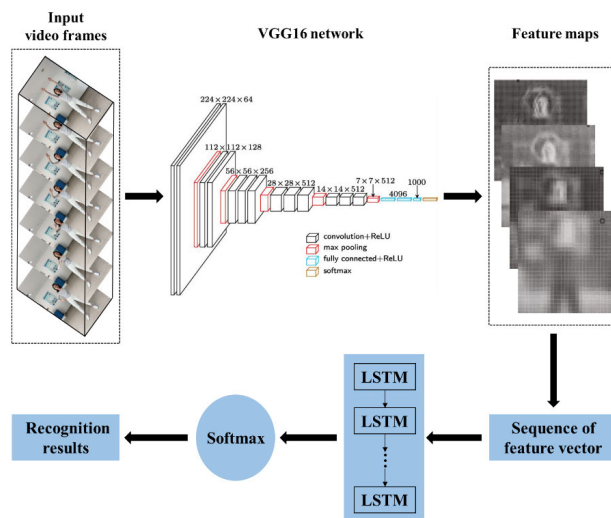 Input
video frames
VGG16 network
Feature maps
224×224×64
112×112×128
56×56×256
28×28×512
14×14×512
7×7×512
4096
1000
convolution+ReLU
max pooling
fully connected+ReLU
softmax
LSTM
LSTM
LSTM
Recognition
results
Softmax
Sequence of
feature vector